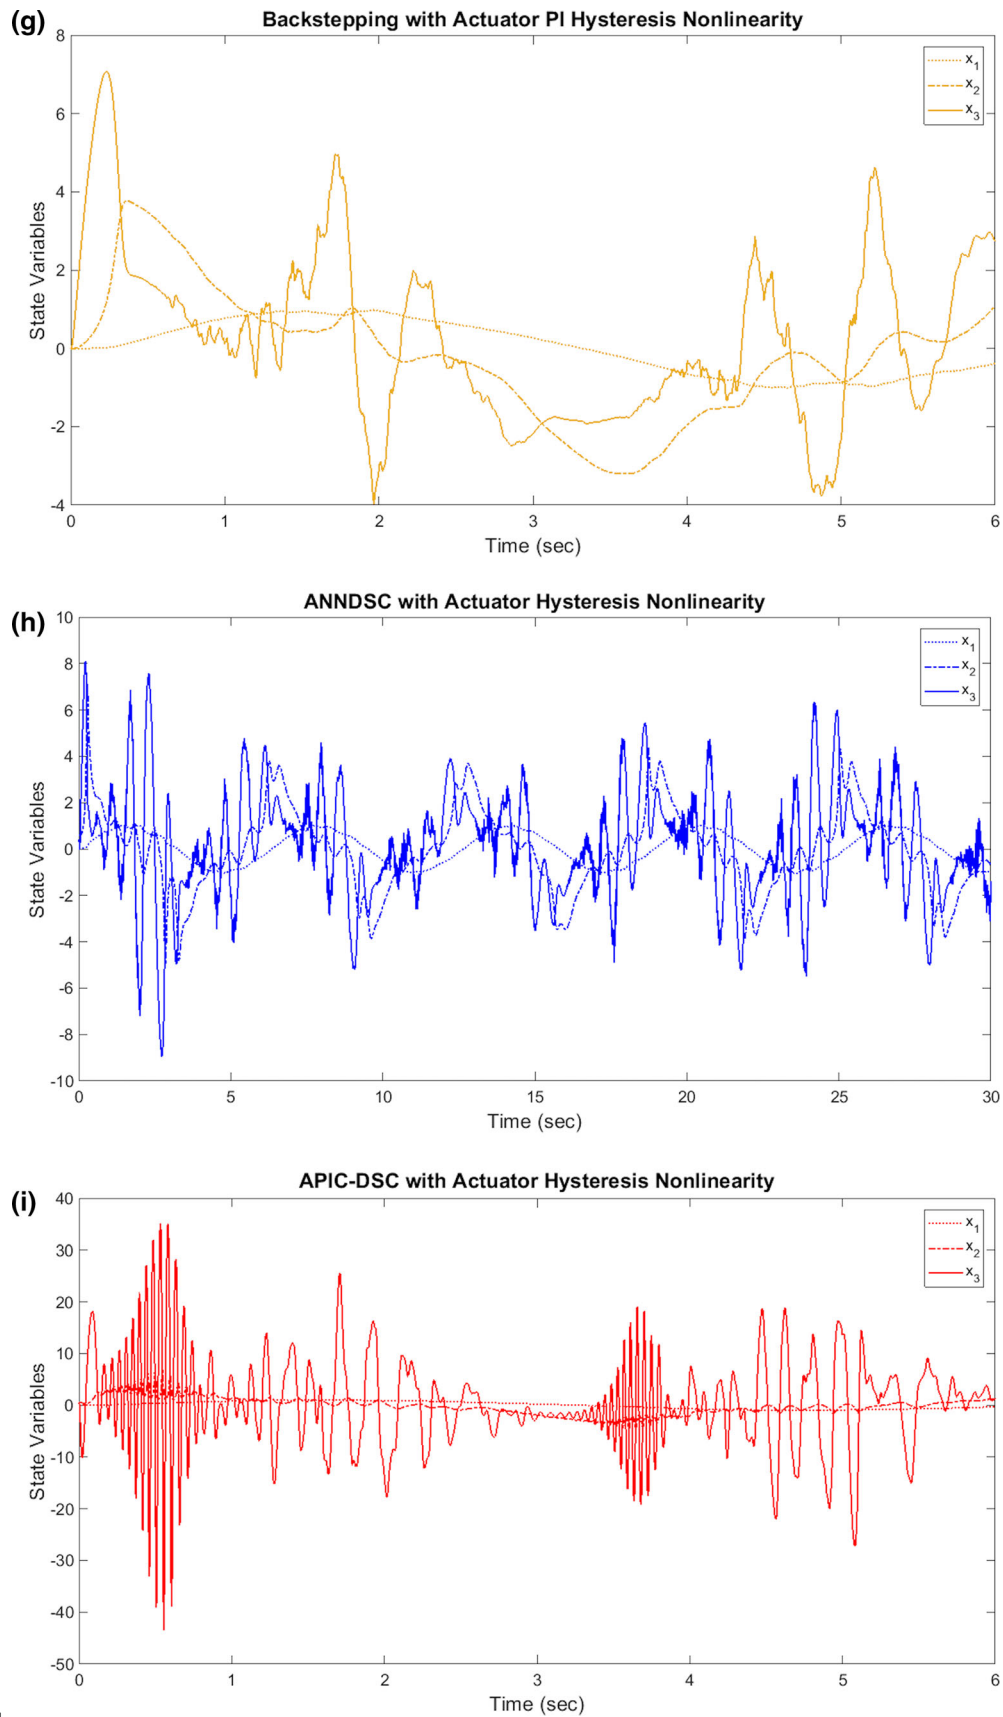 (g)
Backstepping with Actuator PI Hysteresis Nonlinearity
8
6
4
2
0
-2
-4
State Variables
x1
x2
x3
0 1 2 3 4 5 6
Time (sec)
(h)
ANNDSC with Actuator Hysteresis Nonlinearity
10
8
6
4
2
0
-2
-4
-6
-8
-10
State Variables
x1
x2
x3
0 5 10 15 20 25 30
Time (sec)
(i)
APIC-DSC with Actuator Hysteresis Nonlinearity
40
30
20
10
0
-10
-20
-30
-40
-50
State Variables
x1
x2
x3
0 1 2 3 4 5 6
Time (sec)